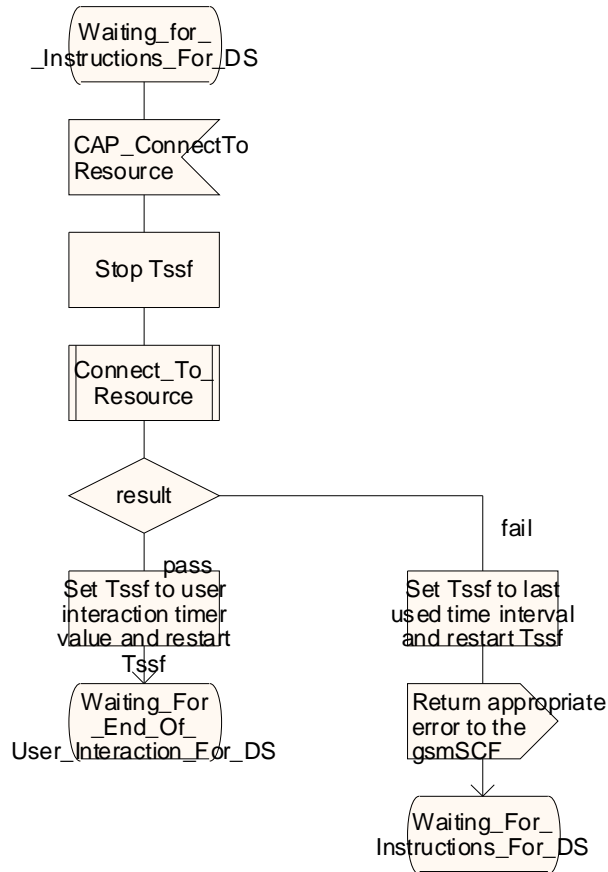 Waiting_for_
_Instructions_For_DS
CAP_ConnectTo
Resource
Stop Tssf
Connect_To_
Resource
result
fail
pass
Set Tssf to user
interaction timer
value and restart
Tssf
Set Tssf to last
used time interval
and restart Tssf
Waiting_For
_End_Of_
User_Interaction_For_DS
Return appropriate
error to the
gsmSCF
Waiting_For_
Instructions_For_DS